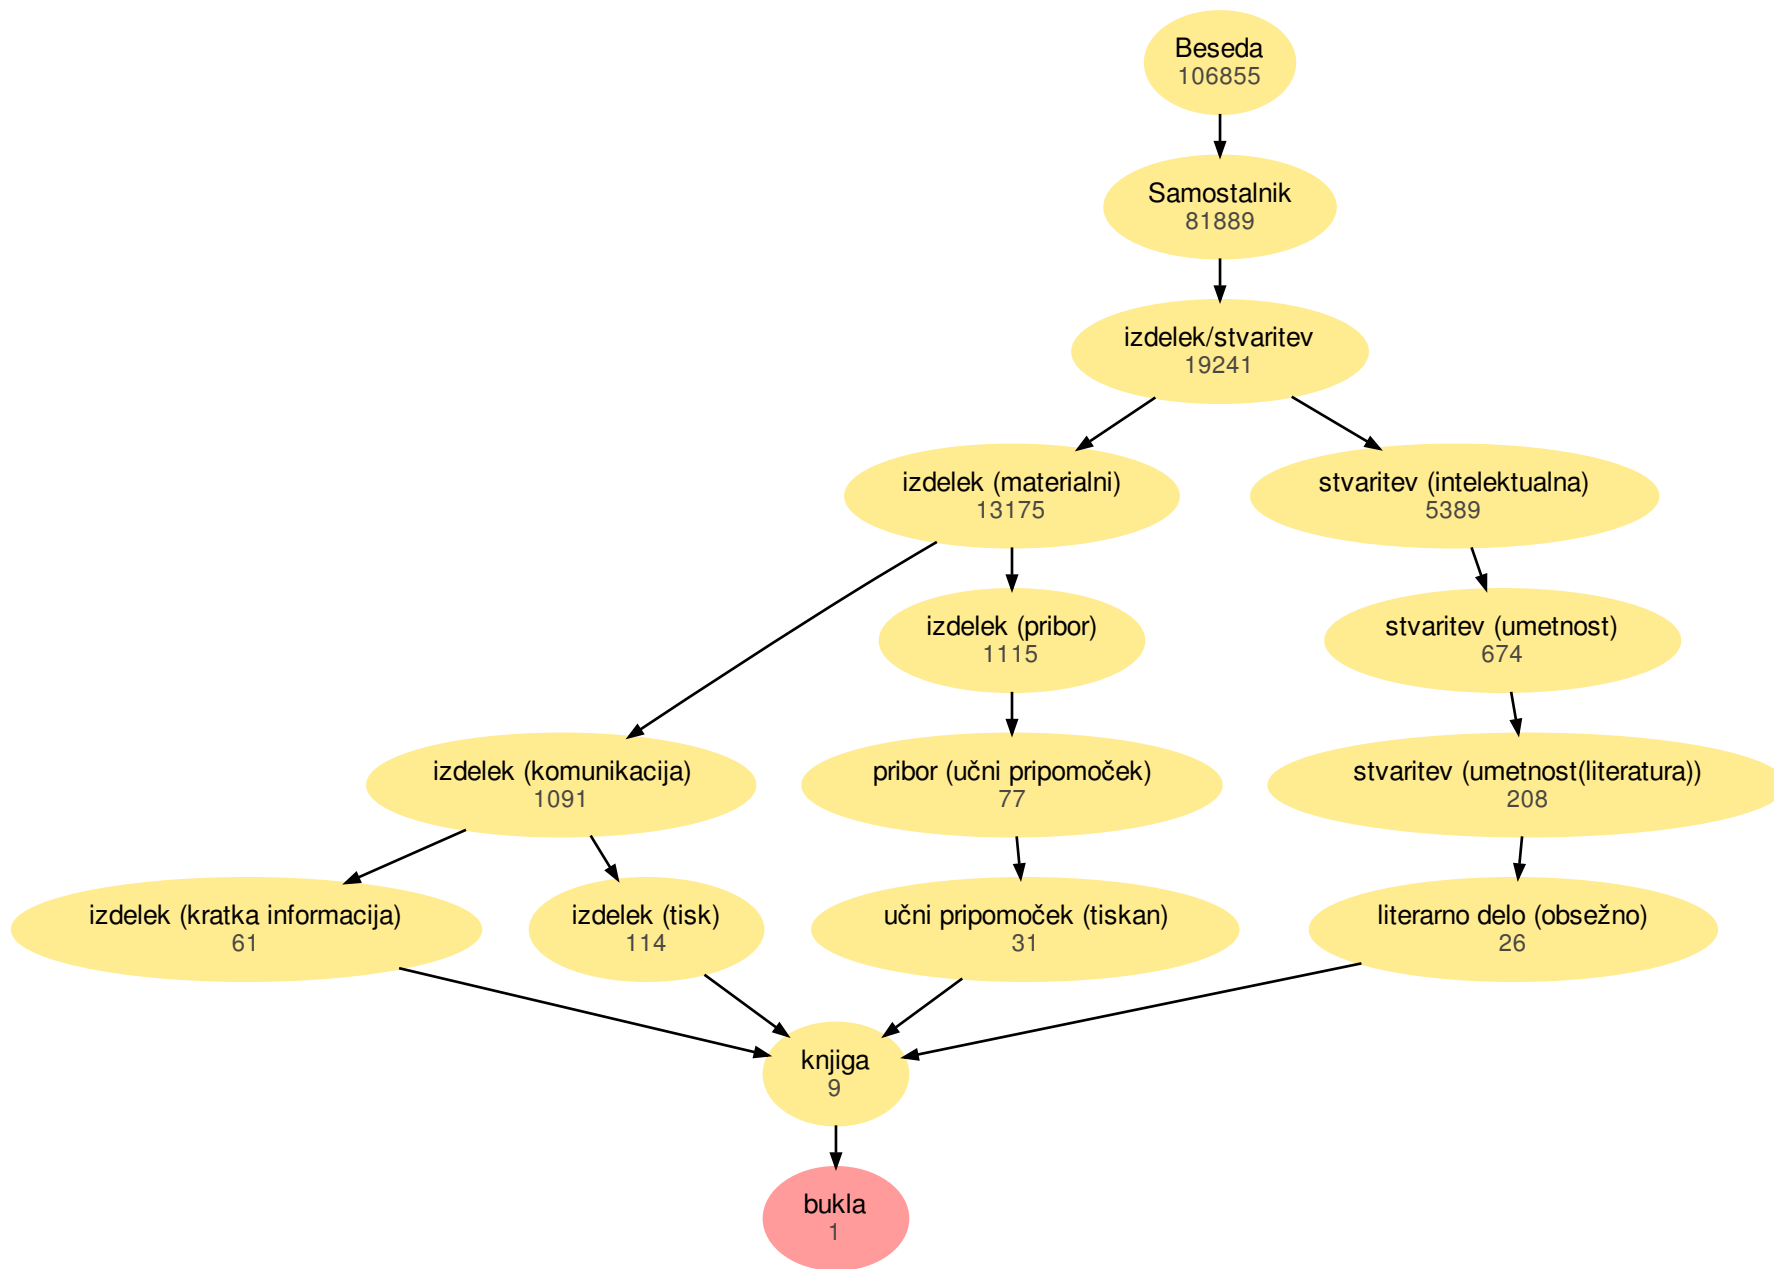 Beseda
106855
Samostalnik
81889
izdelek/stvaritev
19241
izdelek (materialni)
13175
stvaritev (intelektualna)
5389
izdelek (pribor)
1115
stvaritev (umetnost)
674
izdelek (komunikacija)
1091
pribor (učni pripomoček)
77
stvaritev (umetnost(literatura))
208
izdelek (kratka informacija)
61
izdelek (tisk)
114
učni pripomoček (tiskan)
31
literarno delo (obsežno)
26
knjiga
9
bukla
1